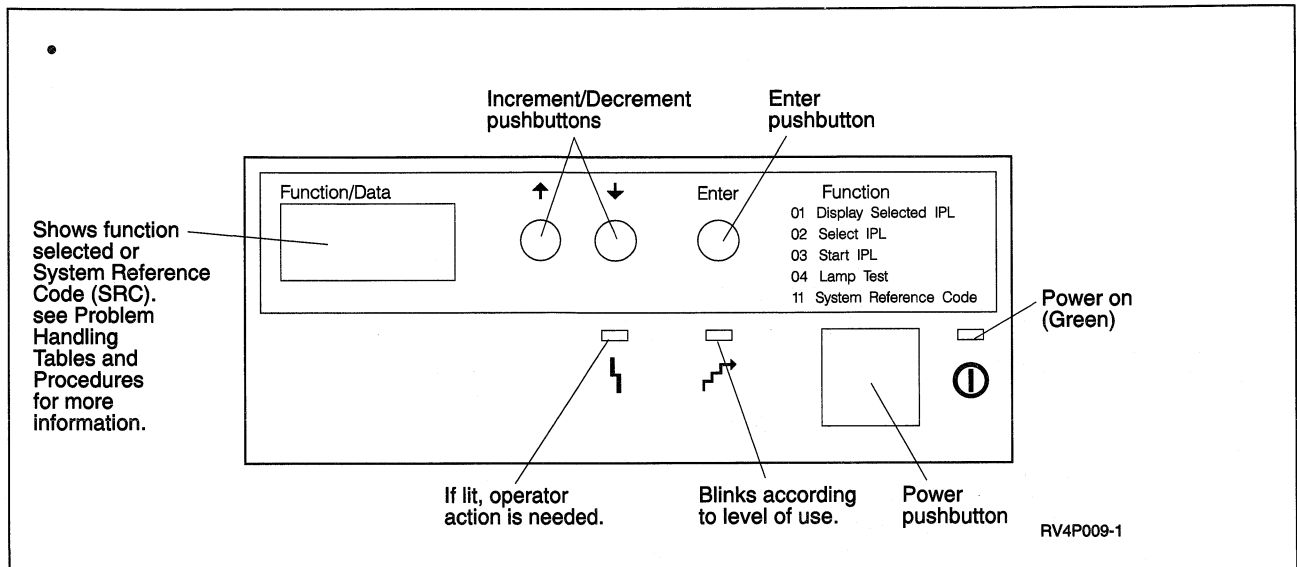 Increment/Decrement
pushbuttons
Enter
pushbutton
Function/Data
Enter
Function
01 Display Selected IPL
02 Select IPL
03 Start IPL
04 Lamp Test
11 System Reference Code
Shows function
selected or
System Reference
Code (SRC).
see Problem
Handling
Tables and
Procedures
for more
information.
Power on
(Green)
If lit, operator
action is needed.
Blinks according
to level of use.
Power
pushbutton
RV4P009-1